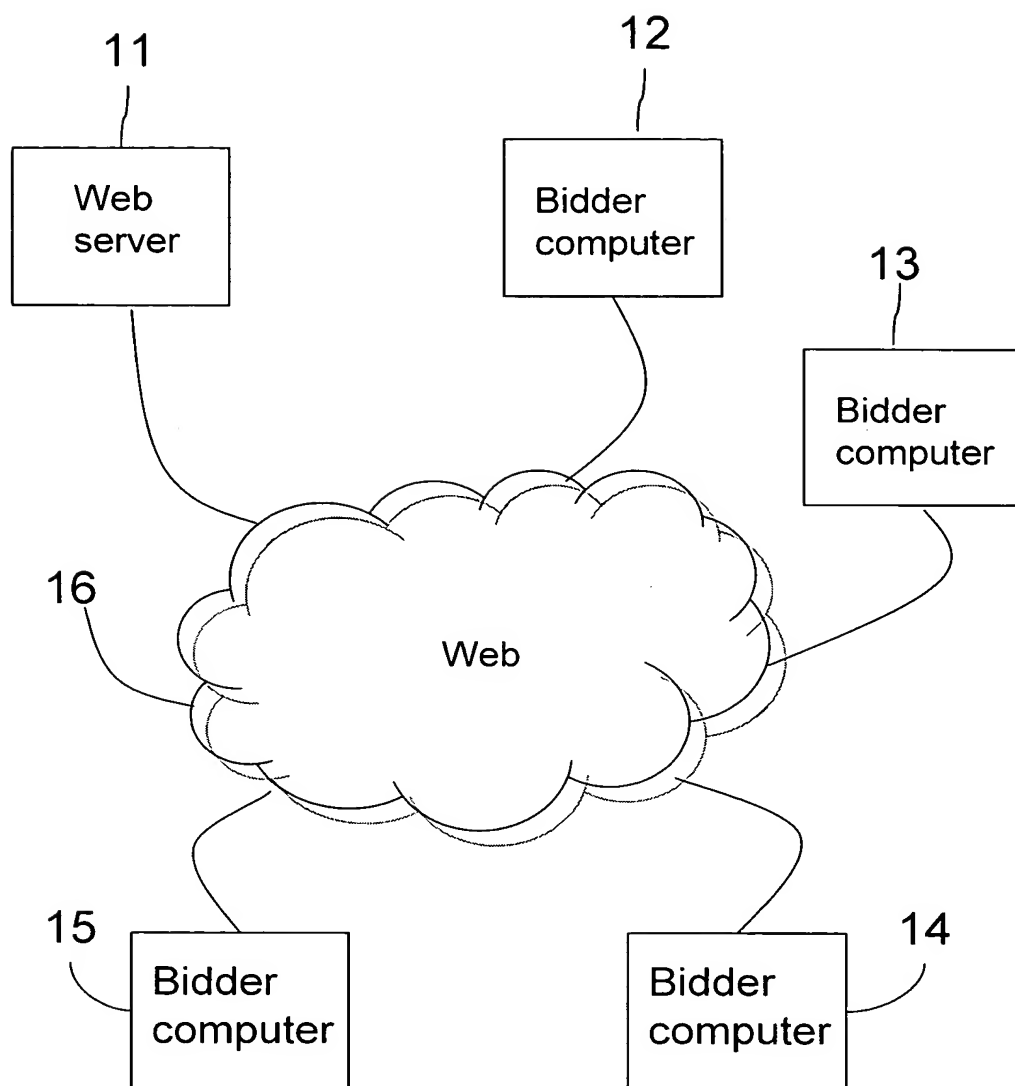 11
12
Web
server
Bidder
computer
13
Bidder
computer
16
Web
15
14
Bidder
computer
Bidder
computer